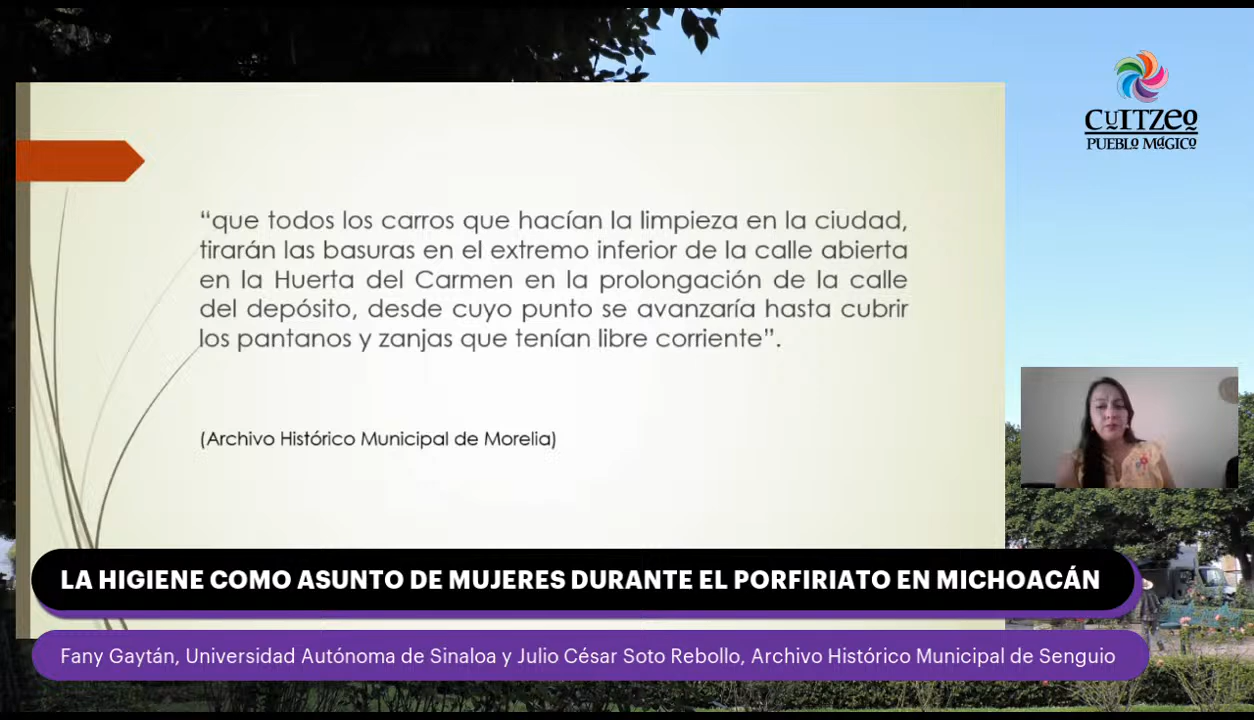 CUITZEO
PUEBLO MÁGICO
“que todos los carros que hacían la limpieza en la ciudad,
tirarán las basuras en el extremo inferior de la calle abierta
en la Huerta del Carmen en la prolongación de la calle
del depósito, desde cuyo punto se avanzaría hasta cubrir
los pantanos y zanjas que tenían libre corriente”.
(Archivo Histórico Municipal de Morelia)
LA HIGIENE COMO ASUNTO DE MUJERES DURANTE EL PORFIRIATO EN MICHOACÁN
Fany Gaytán, Universidad Autónoma de Sinaloa y Julio César Soto Rebollo, Archivo Histórico Municipal de Senguio